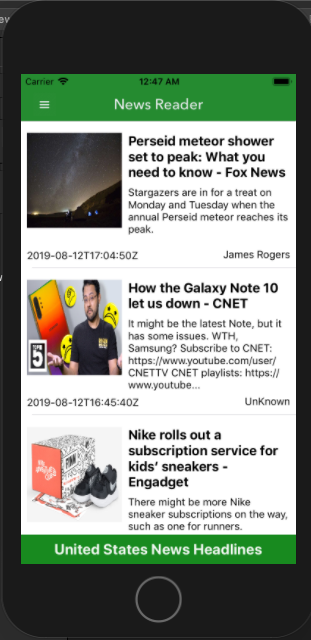 Carrier 12:47 AM
News Reader
Perseid meteor shower
set to peak: What you
need to know - Fox News
Stargazers are in for a treat on
Monday and Tuesday when the
annual Perseid meteor reaches its
peak.
2019-08-12T17:04:50Z James Rogers
How the Galaxy Note 10
let us down - CNET
It might be the latest Note, but it
has some issues. WTH,
Samsung? Subscribe to CNET:
https://www.youtube.com/user/
CNETTV CNET playlists: https://
www.youtube...
TOP
5
2019-08-12T16:45:40Z UnKnown
Nike rolls out a
subscription service for
kids’ sneakers -
Engadget
There might be more Nike
sneaker subscriptions on the way,
such as one for runners.
United States News Headlines